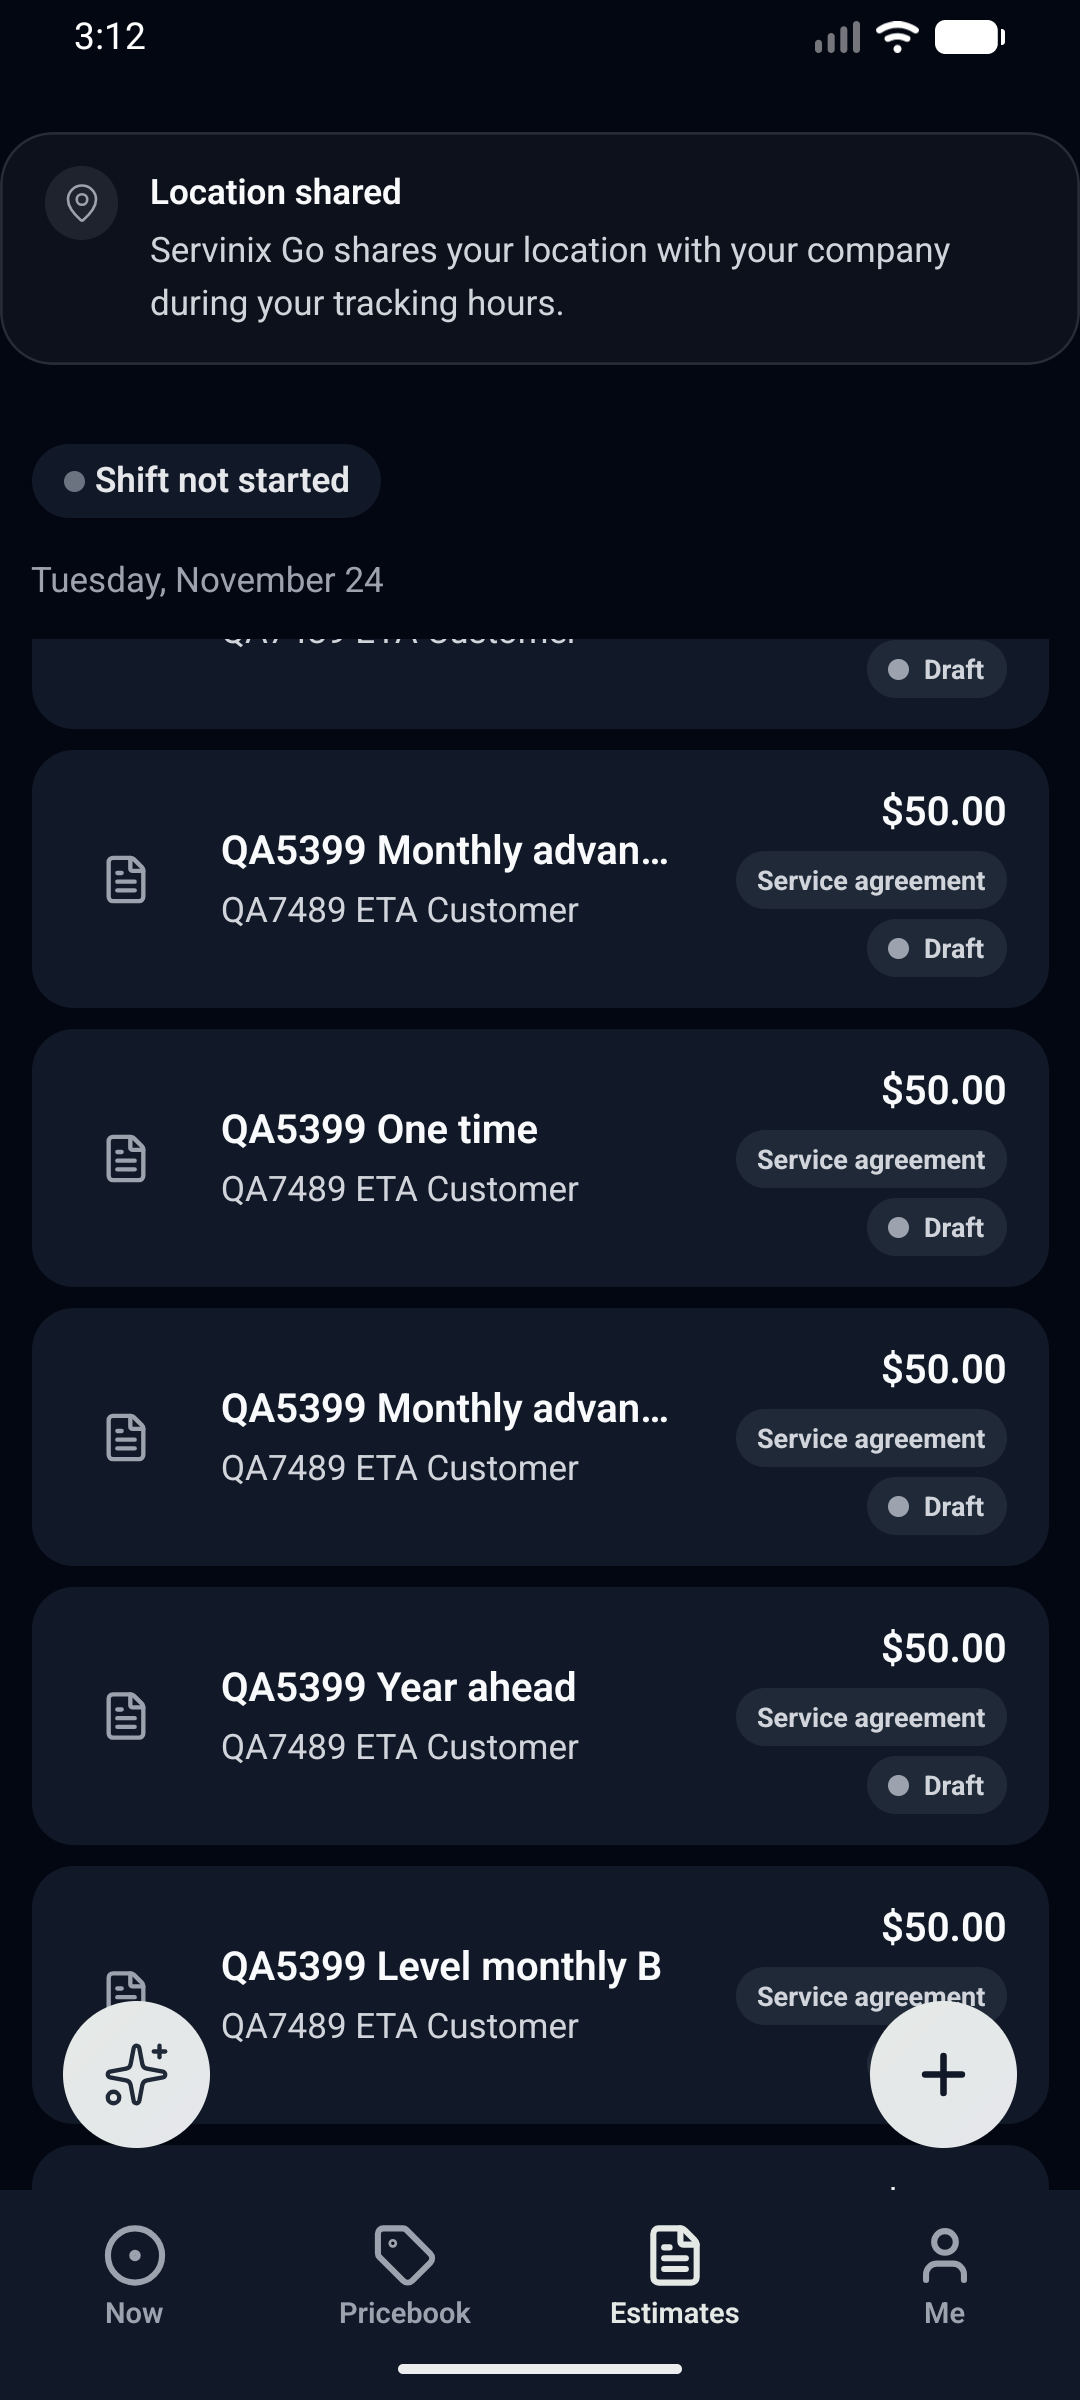 3:12
Location shared
Servinix Go shares your location with your company
during your tracking hours.
Shift not started
Tuesday, November 24
QA7489 ETA Customer
Draft
$50.00
QA5399 Monthly advan...
Service agreement
QA7489 ETA Customer
Draft
$50.00
QA5399 One time
Service agreement
QA7489 ETA Customer
Draft
$50.00
QA5399 Monthly advan...
Service agreement
QA7489 ETA Customer
Draft
$50.00
QA5399 Year ahead
Service agreement
QA7489 ETA Customer
Draft
$50.00
QA5399 Level monthly B
Service agreement
QA7489 ETA Customer
Now
Pricebook
Estimates
Me